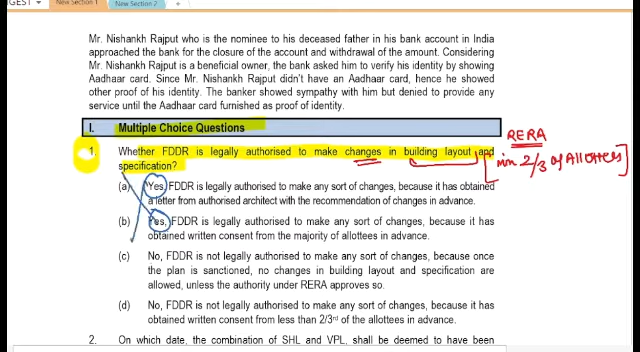 GEST
New Section 1
New Section 2
+
Mr. Nishankh Rajput who is the nominee to his deceased father in his bank account in India
approached the bank for the closure of the account and withdrawal of the amount. Considering
Mr. Nishankh Rajput is a beneficial owner, the bank asked him to verify his identity by showing
Aadhaar card. Since Mr. Nishankh Rajput didn't have an Aadhaar card, hence he showed
other proof of his identity. The banker showed sympathy with him but denied to provide any
service until the Aadhaar card furnished as proof of identity.
I. Multiple Choice Questions
RERA
1. Whether FDDR is legally authorised to make changes in building layout and
min 2/3 of Allottees
specification?
(a) Yes, FDDR is legally authorised to make any sort of changes, because it has obtained
a letter from authorised architect with the recommendation of changes in advance.
(b) Yes, FDDR is legally authorised to make any sort of changes, because it has
obtained written consent from the majority of allottees in advance.
(c) No, FDDR is not legally authorised to make any sort of changes, because once
the plan is sanctioned, no changes in building layout and specification are
allowed, unless the authority under RERA approves so.
(d) No, FDDR is not legally authorised to make any sort of changes, because it has
obtained written consent from less than 2/3rd of the allottees in advance.
2. On which date, the combination of SHL and VPL, shall be deemed to have been